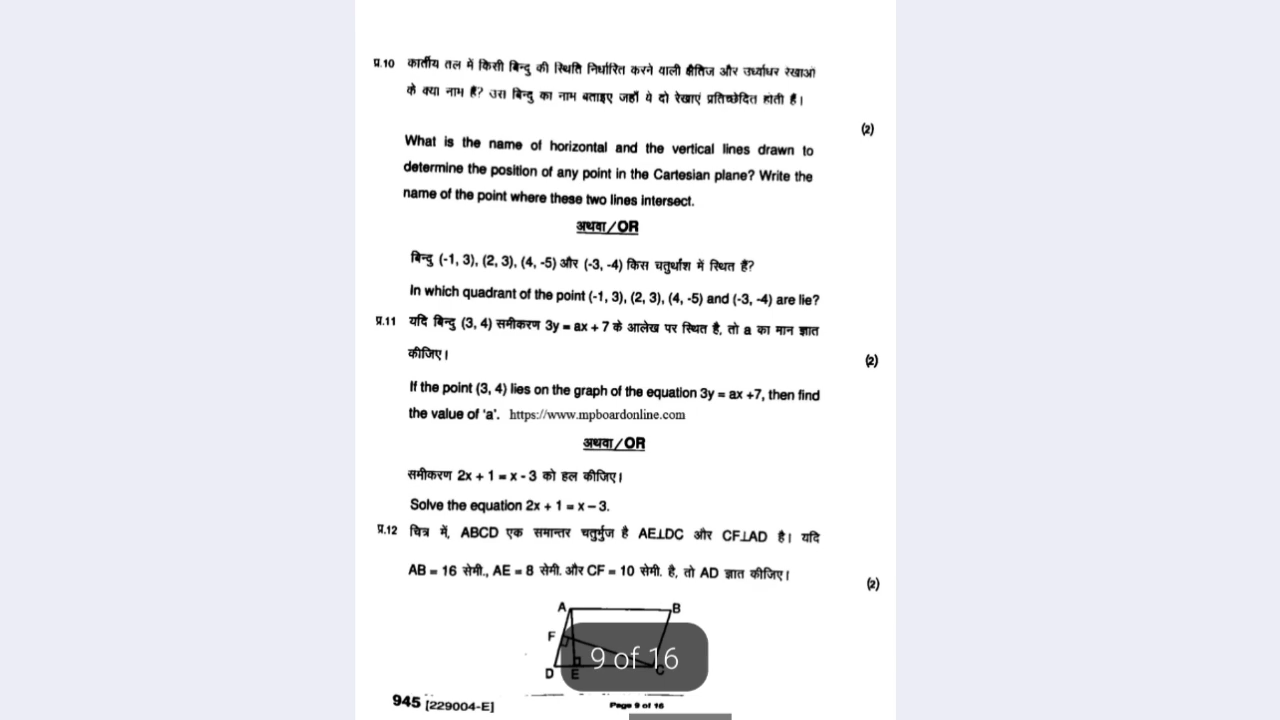 प्र.10 कार्तीय तल में किसी बिन्दु की स्थिति निर्धारित करने वाली क्षैतिज और उर्ध्वाधर रेखाओं
के क्या नाम हैं? उस बिन्दु का नाम बताइए जहाँ ये दो रेखाएं प्रतिच्छेदित होती हैं।
(2)
What is the name of horizontal and the vertical lines drawn to
determine the position of any point in the Cartesian plane? Write the
name of the point where these two lines intersect.
अथवा/OR
बिन्दु (-1, 3), (2, 3), (4, -5) और (-3, -4) किस चतुर्थांश में स्थित हैं?
In which quadrant of the point (-1, 3), (2, 3), (4, -5) and (-3, -4) are lie?
प्र.11 यदि बिन्दु (3, 4) समीकरण 3y = ax + 7 के आलेख पर स्थित है, तो a का मान ज्ञात
कीजिए।
(2)
If the point (3, 4) lies on the graph of the equation 3y = ax +7, then find
the value of 'a'. https://www.mpboardonline.com
अथवा/OR
समीकरण 2x + 1 = x - 3 को हल कीजिए।
Solve the equation 2x + 1 = x – 3.
प्र.12 चित्र में, ABCD एक समान्तर चतुर्भुज है AE⊥DC और CF⊥AD है। यदि
AB = 16 सेमी., AE = 8 सेमी. और CF = 10 सेमी. है, तो AD ज्ञात कीजिए।
(2)
A B
F
D E C
9 of 16
945 [229004-E] Page 9 of 16